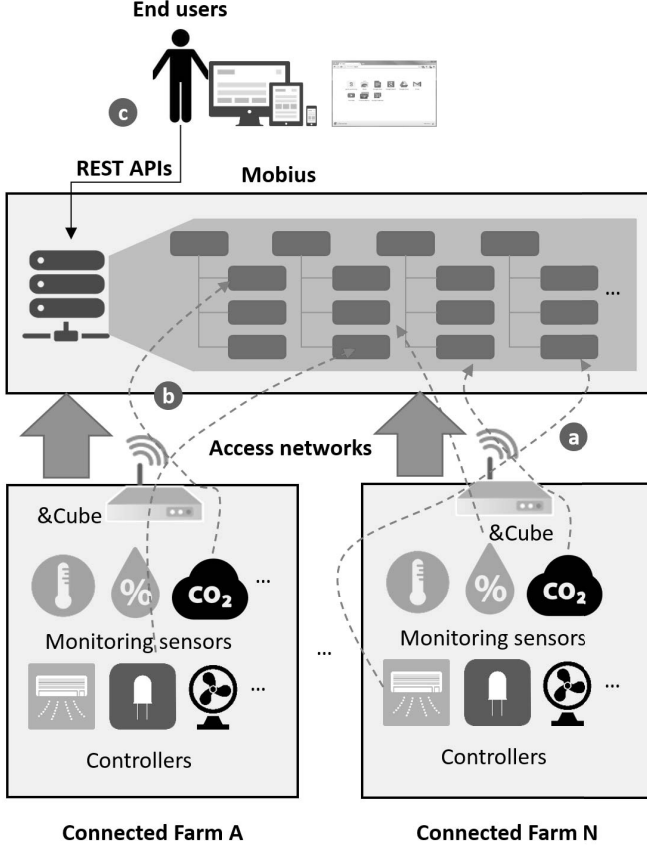 End users
c
REST APIs
Mobius
...
b
a
Access networks
&Cube
% CO2 ...
Monitoring sensors
...
Controllers
Connected Farm A
...
&Cube
% CO2 ...
Monitoring sensors
...
Controllers
Connected Farm N